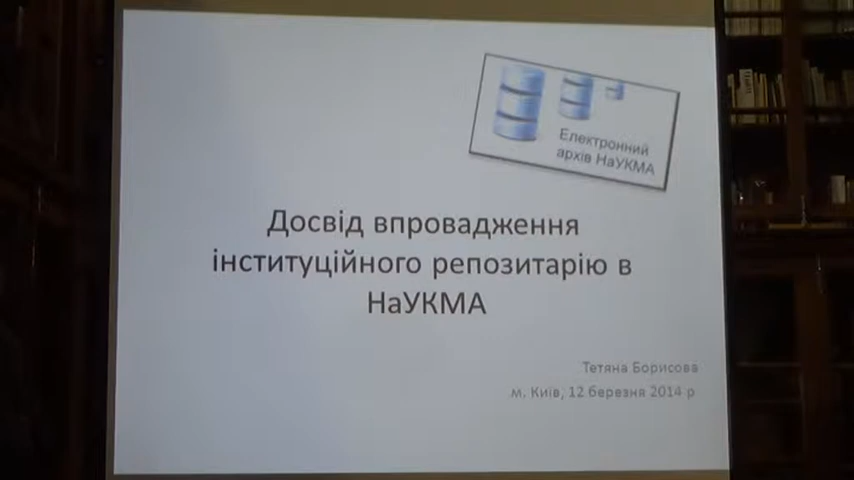 Електронний
архів НаУКМА
Досвід впровадження
інституційного репозитарію в
НаУКМА
Тетяна Борисова
м. Київ, 12 березня 2014 р